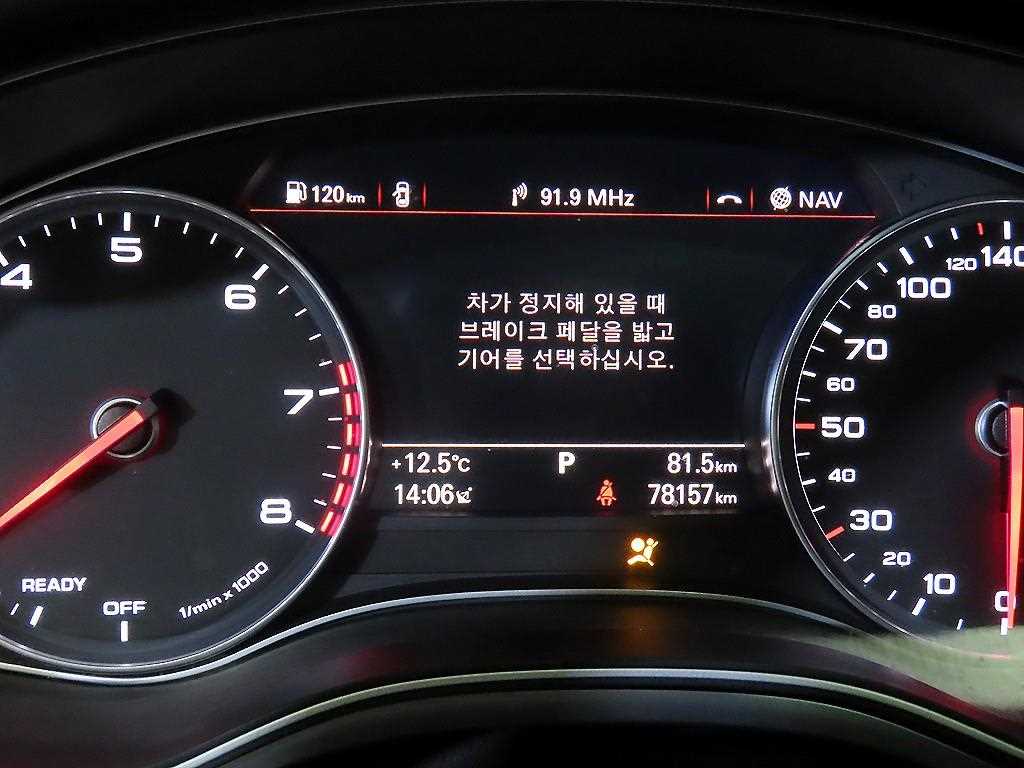 120km
91.9 MHz
NAV
차가 정지해 있을 때
브레이크 페달을 밟고
기어를 선택하십시오.
+12.5°C P 81.5km
14:06 78157km
4 5 6 7 8
READY
OFF
1/min x 1000
0 10 20 30 40 50 60 70 80 100 120 140